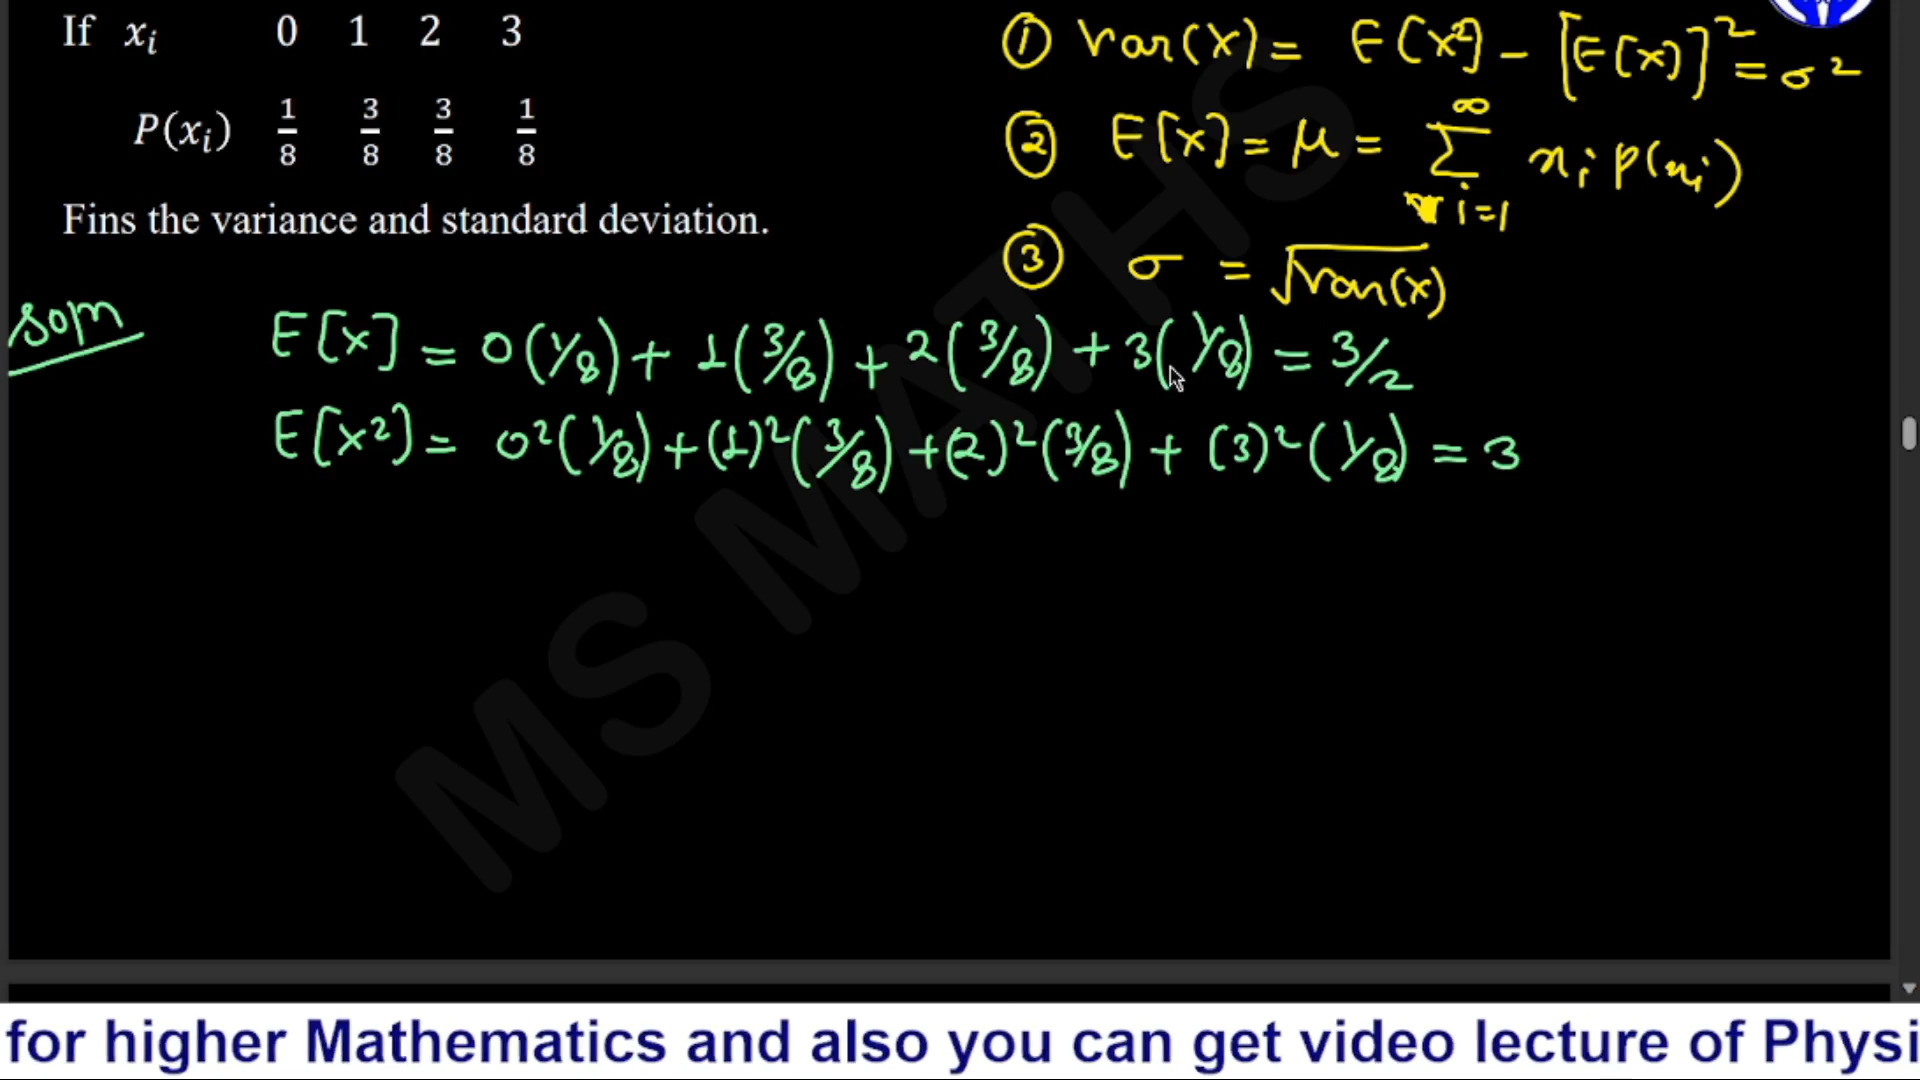 If xᵢ 0 1 2 3
P(xᵢ) 1/8 3/8 3/8 1/8
Fins the variance and standard deviation.
① Var(X) = E[X²] - [E[X]]² = σ²
② E[X] = μ = ∑ i=1 ∞ xᵢ p(xᵢ)
③ σ = √Var(X)
Soln
E[X] = 0(1/8) + 1(3/8) + 2(3/8) + 3(1/8) = 3/2
E[X²] = 0²(1/8) + (1)²(3/8) + (2)²(3/8) + (3)²(1/8) = 3
MS MATHS
for higher Mathematics and also you can get video lecture of Physi